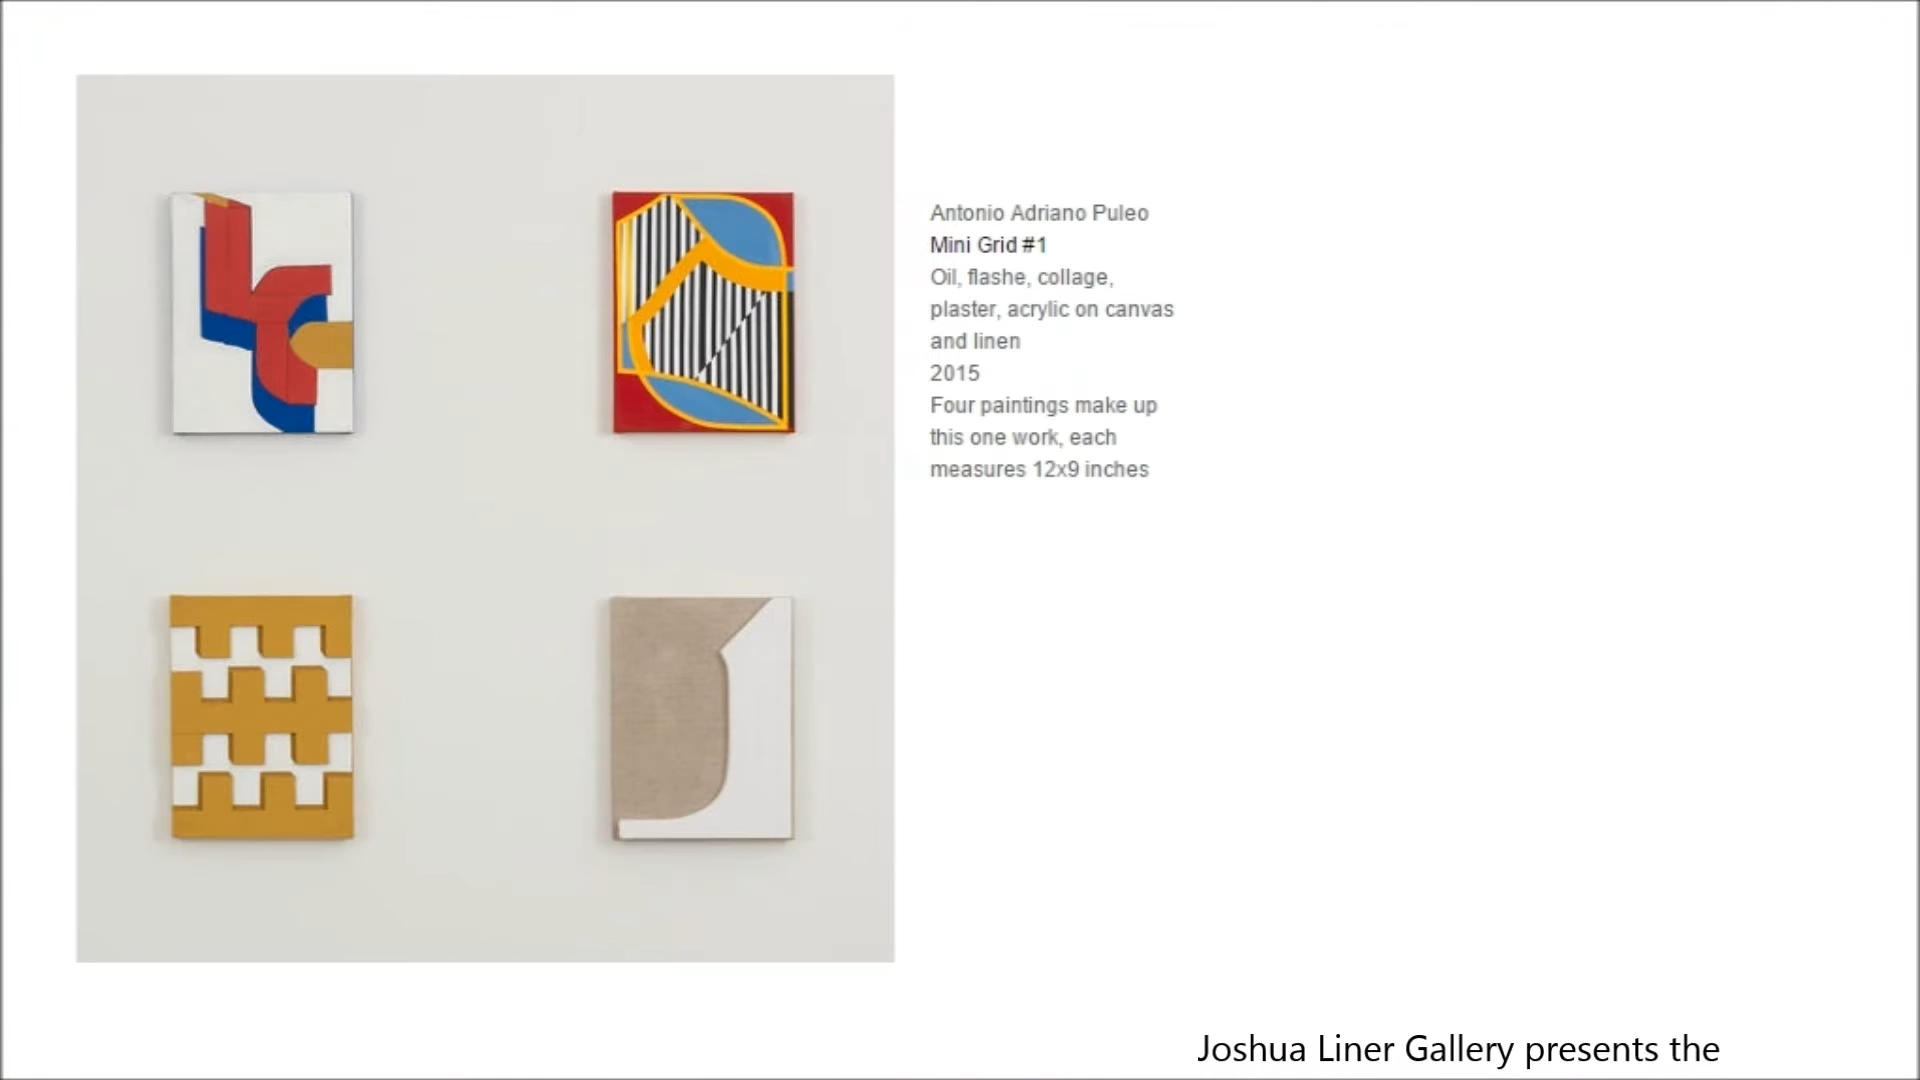 Antonio Adriano Puleo
Mini Grid #1
Oil, flashe, collage,
plaster, acrylic on canvas
and linen
2015
Four paintings make up
this one work, each
measures 12x9 inches
Joshua Liner Gallery presents the